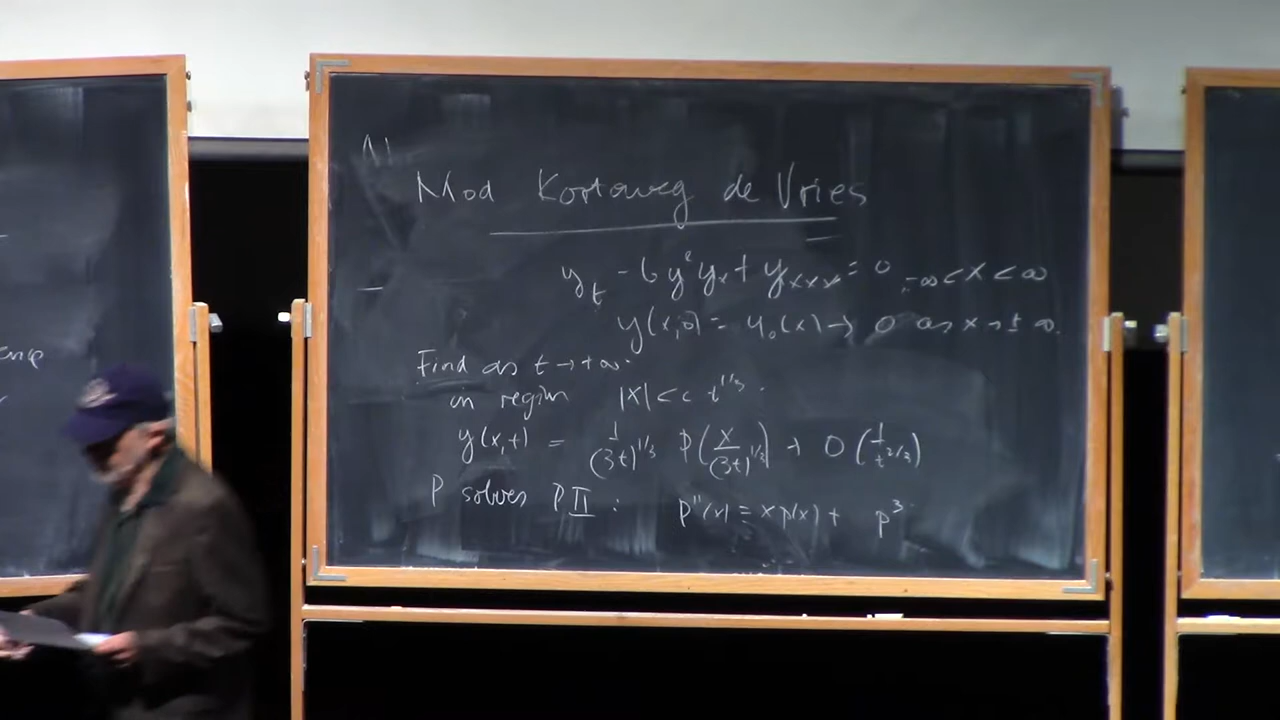 Mod Kortoweg de Vries
y_t - 6y²y_x + y_xxx = 0, -∞ < x < ∞
y(x,0) = y₀(x) → 0 as x → ± ∞.
Find as t → +∞.
in region |x| < c t^{1/3}.
y(x,t) = 1/(3t)^{1/3} p(x/(3t)^{1/3}) + O(1/t^{2/3})
P solves PII : p''(x) = x p(x) + p³